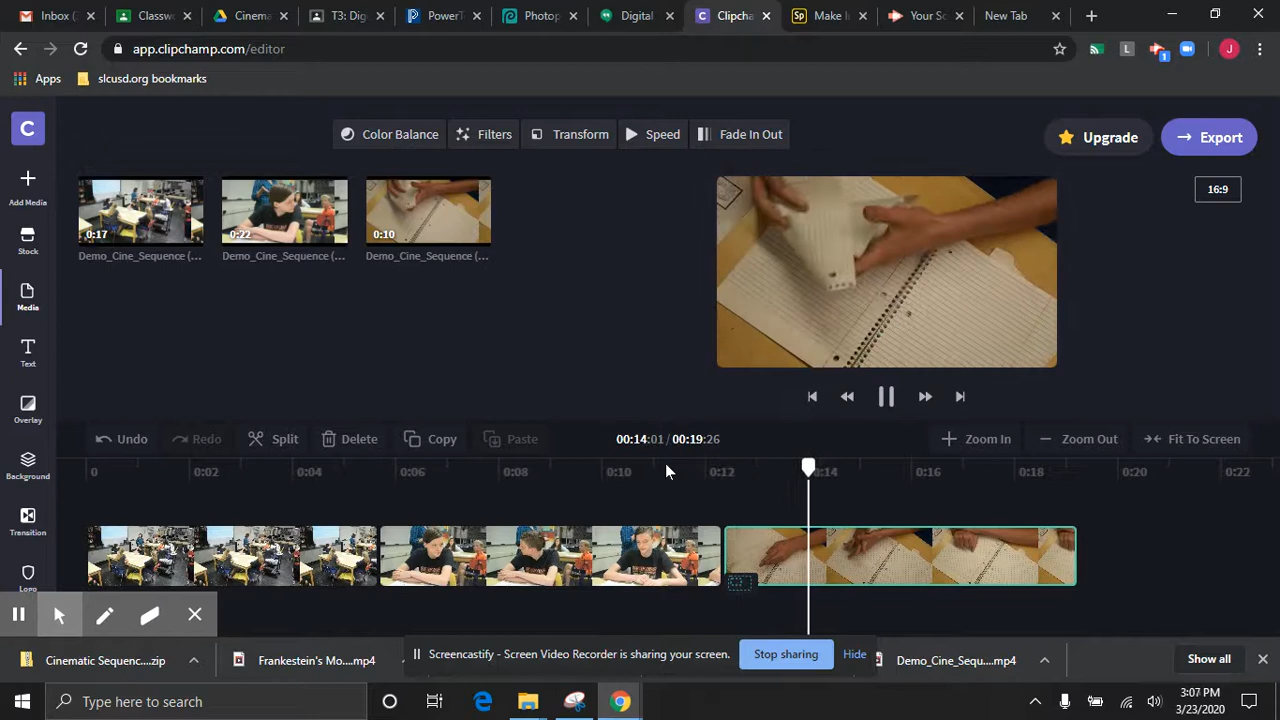 Inbox (
Classw
Cinema
T3: Dig
PowerT
Photop
Digital
Clipcha
Make In
Your Sc
New Tab
app.clipchamp.com/editor
L
1
J
Apps
slcusd.org bookmarks
C
Color Balance
Filters
Transform
Speed
Fade In Out
Upgrade
Export
Add Media
Stock
Media
Text
Overlay
Background
Transition
Logo
0:17
0:22
0:10
Demo_Cine_Sequence (...
Demo_Cine_Sequence (...
Demo_Cine_Sequence (...
16:9
Undo
Redo
Split
Delete
Copy
Paste
00:14:01 / 00:19:26
Zoom In
Zoom Out
Fit To Screen
0
0:02
0:04
0:06
0:08
0:10
0:12
0:14
0:16
0:18
0:20
0:22
Screencastify - Screen Video Recorder is sharing your screen.
Stop sharing
Hide
Cinematic Sequenc....zip
Frankestein's Mo....mp4
Demo_Cine_Sequ....mp4
Show all
Type here to search
3:07 PM
3/23/2020